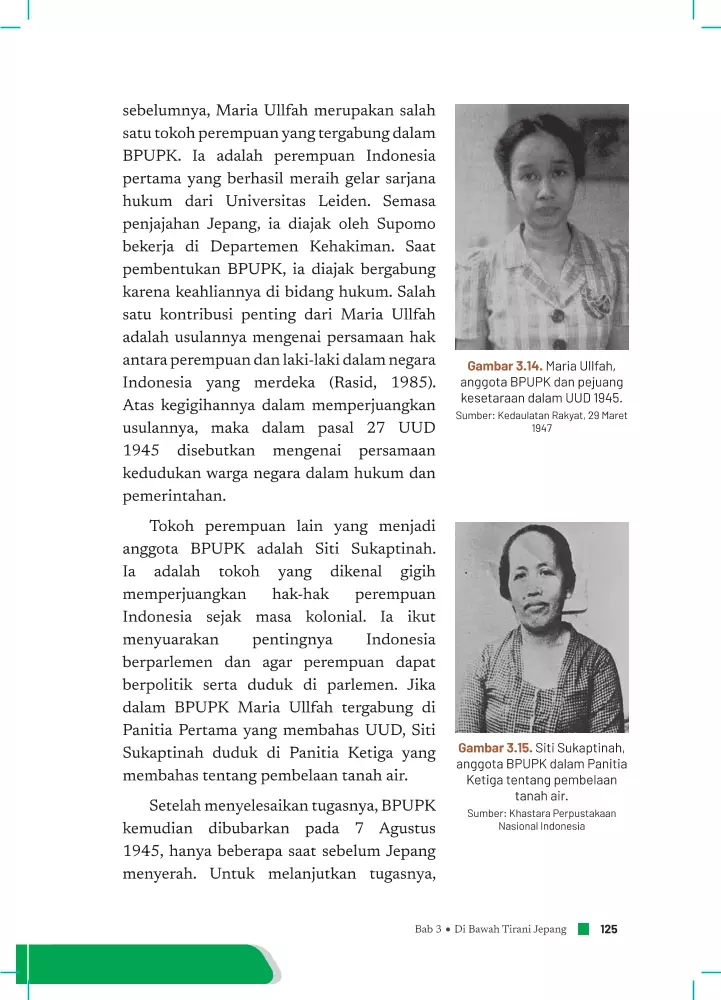 sebelumnya, Maria Ullfah merupakan salah
satu tokoh perempuan yang tergabung dalam
BPUPK. Ia adalah perempuan Indonesia
pertama yang berhasil meraih gelar sarjana
hukum dari Universitas Leiden. Semasa
penjajahan Jepang, ia diajak oleh Supomo
bekerja di Departemen Kehakiman. Saat
pembentukan BPUPK, ia diajak bergabung
karena keahliannya di bidang hukum. Salah
satu kontribusi penting dari Maria Ullfah
adalah usulannya mengenai persamaan hak
antara perempuan dan laki-laki dalam negara
Indonesia yang merdeka (Rasid, 1985).
Atas kegigihannya dalam memperjuangkan
usulannya, maka dalam pasal 27 UUD
1945 disebutkan mengenai persamaan
kedudukan warga negara dalam hukum dan
pemerintahan.
Gambar 3.14. Maria Ullfah,
anggota BPUPK dan pejuang
kesetaraan dalam UUD 1945.
Sumber: Kedaulatan Rakyat, 29 Maret
1947
Tokoh perempuan lain yang menjadi
anggota BPUPK adalah Siti Sukaptinah.
Ia adalah tokoh yang dikenal gigih
memperjuangkan hak-hak perempuan
Indonesia sejak masa kolonial. Ia ikut
menyuarakan pentingnya Indonesia
berparlemen dan agar perempuan dapat
berpolitik serta duduk di parlemen. Jika
dalam BPUPK Maria Ullfah tergabung di
Panitia Pertama yang membahas UUD, Siti
Sukaptinah duduk di Panitia Ketiga yang
membahas tentang pembelaan tanah air.
Gambar 3.15. Siti Sukaptinah,
anggota BPUPK dalam Panitia
Ketiga tentang pembelaan
tanah air.
Sumber: Khastara Perpustakaan
Nasional Indonesia
Setelah menyelesaikan tugasnya, BPUPK
kemudian dibubarkan pada 7 Agustus
1945, hanya beberapa saat sebelum Jepang
menyerah. Untuk melanjutkan tugasnya,
Bab 3 • Di Bawah Tirani Jepang 125